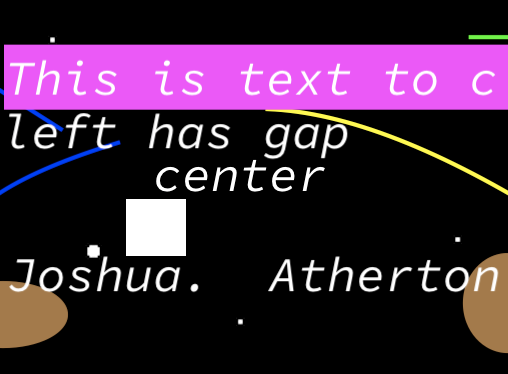 This is text to c
left has gap
center
Joshua.  Atherton